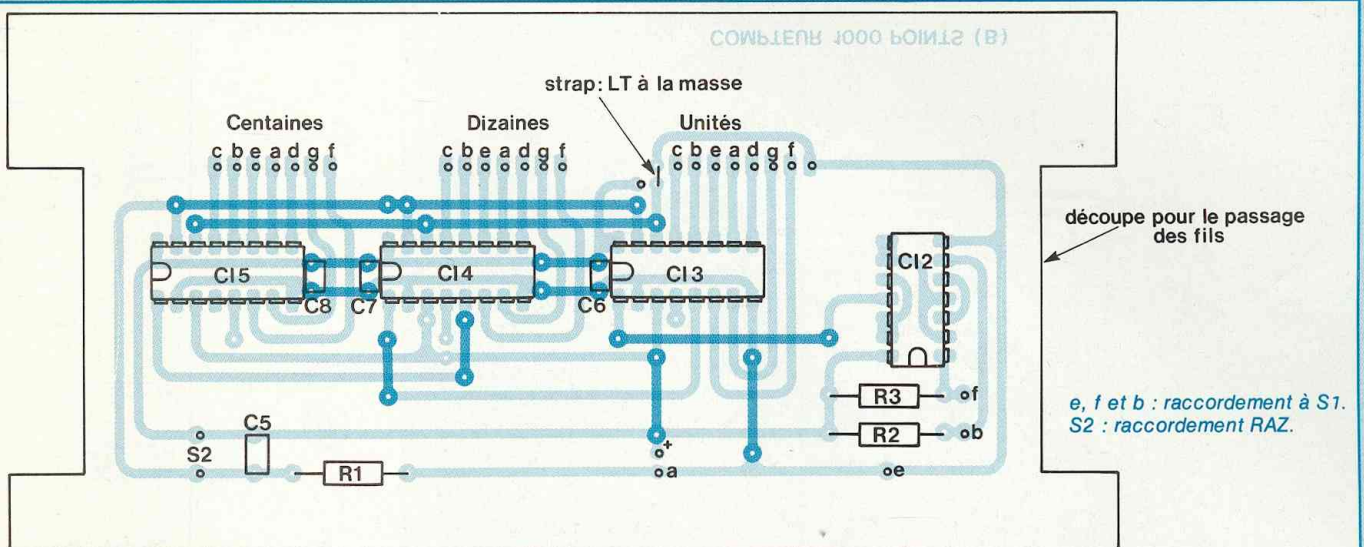 COMPTEUR 1000 POINTS (B)
strap: LT à la masse
Centaines
Dizaines
Unités
c b e a d g f
c b e a d g f
c b e a d g f
découpe pour le passage
des fils
CI5
CI4
CI3
CI2
C8
C7
C6
R3
f
R2
b
C5
S2
R1
+
a
e
e, f et b : raccordement à S1.
S2 : raccordement RAZ.